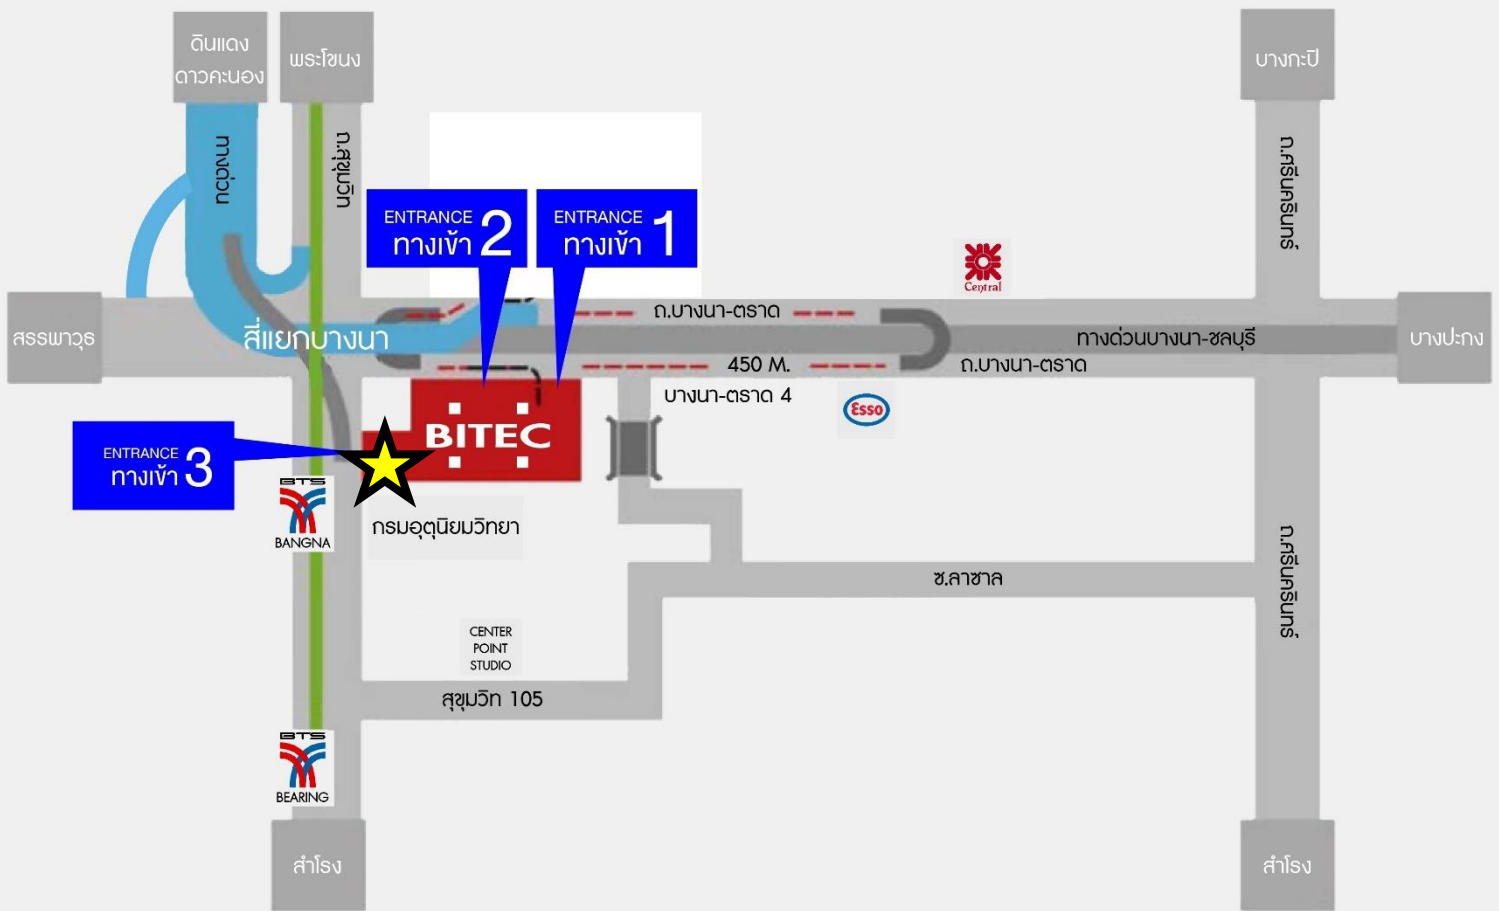 ดินแดง
ดาวคะนอง
พระโขนง
บางกะปิ
ทางด่วน
ถ.สุขุมวิท
ถ.ศรีนครินทร์
ENTRANCE
ทางเข้า 2
ENTRANCE
ทางเข้า 1
Central
สรรพาวุธ
สี่แยกบางนา
ถ.บางนา-ตราด
ทางด่วนบางนา-ชลบุรี
บางปะกง
450 M.
ถ.บางนา-ตราด
บางนา-ตราด 4
Esso
BITEC
ENTRANCE
ทางเข้า 3
BTS
BANGNA
กรมอุตุนิยมวิทยา
ซ.ลาซาล
ถ.ศรีนครินทร์
CENTER
POINT
STUDIO
สุขุมวิท 105
BTS
BEARING
สำโรง
สำโรง